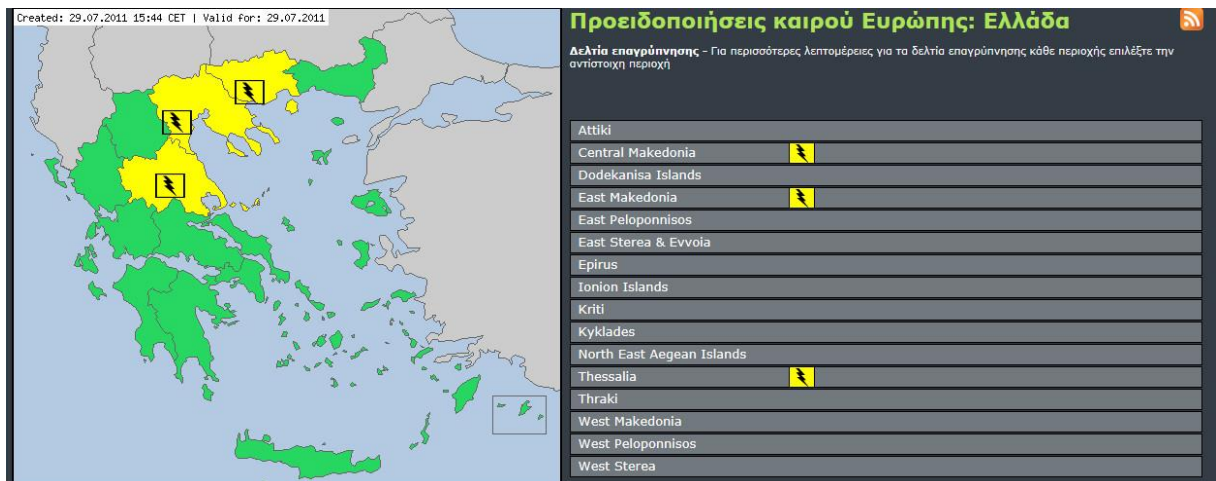 Created: 29.07.2011 15:44 CET | Valid for: 29.07.2011
Προειδοποιήσεις καιρού Ευρώπης: Ελλάδα
Δελτία επαγρύπνησης - Για περισσότερες λεπτομέρειες για τα δελτία επαγρύπνησης κάθε περιοχής επιλέξτε την
αντίστοιχη περιοχή
Attiki
Central Makedonia
Dodekanisa Islands
East Makedonia
East Peloponnisos
East Sterea & Evvoia
Epirus
Ionion Islands
Kriti
Kyklades
North East Aegean Islands
Thessalia
Thraki
West Makedonia
West Peloponnisos
West Sterea